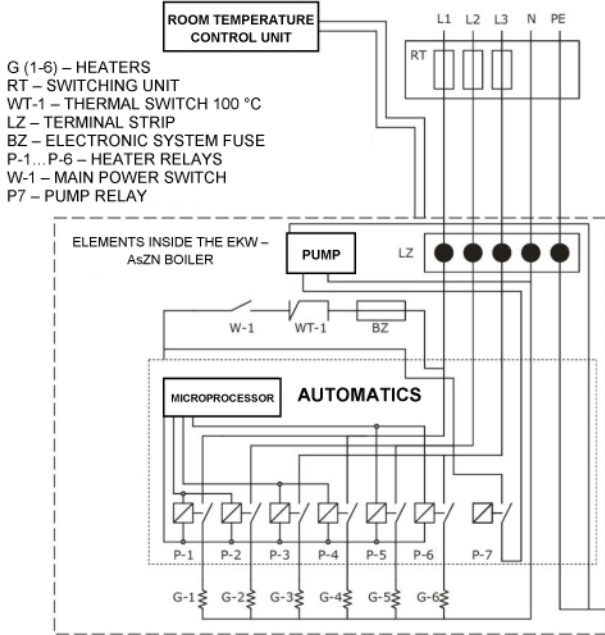 ROOM TEMPERATURE
CONTROL UNIT
L1 L2 L3 N PE
RT
G (1-6) – HEATERS
RT – SWITCHING UNIT
WT-1 – THERMAL SWITCH 100 °C
LZ – TERMINAL STRIP
BZ – ELECTRONIC SYSTEM FUSE
P-1...P-6 – HEATER RELAYS
W-1 – MAIN POWER SWITCH
P7 – PUMP RELAY
ELEMENTS INSIDE THE EKW –
AsZN BOILER
PUMP
LZ
W-1 WT-1 BZ
MICROPROCESSOR
AUTOMATICS
P-1 P-2 P-3 P-4 P-5 P-6 P-7
G-1 G-2 G-3 G-4 G-5 G-6